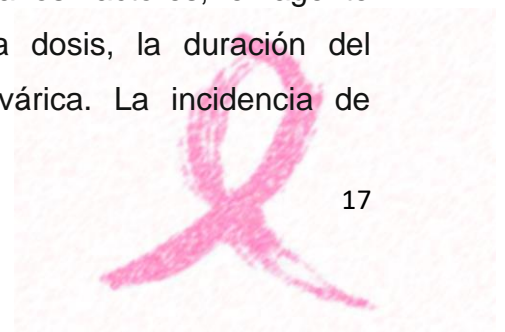 a dosis, la duración del
várica. La incidencia de
17